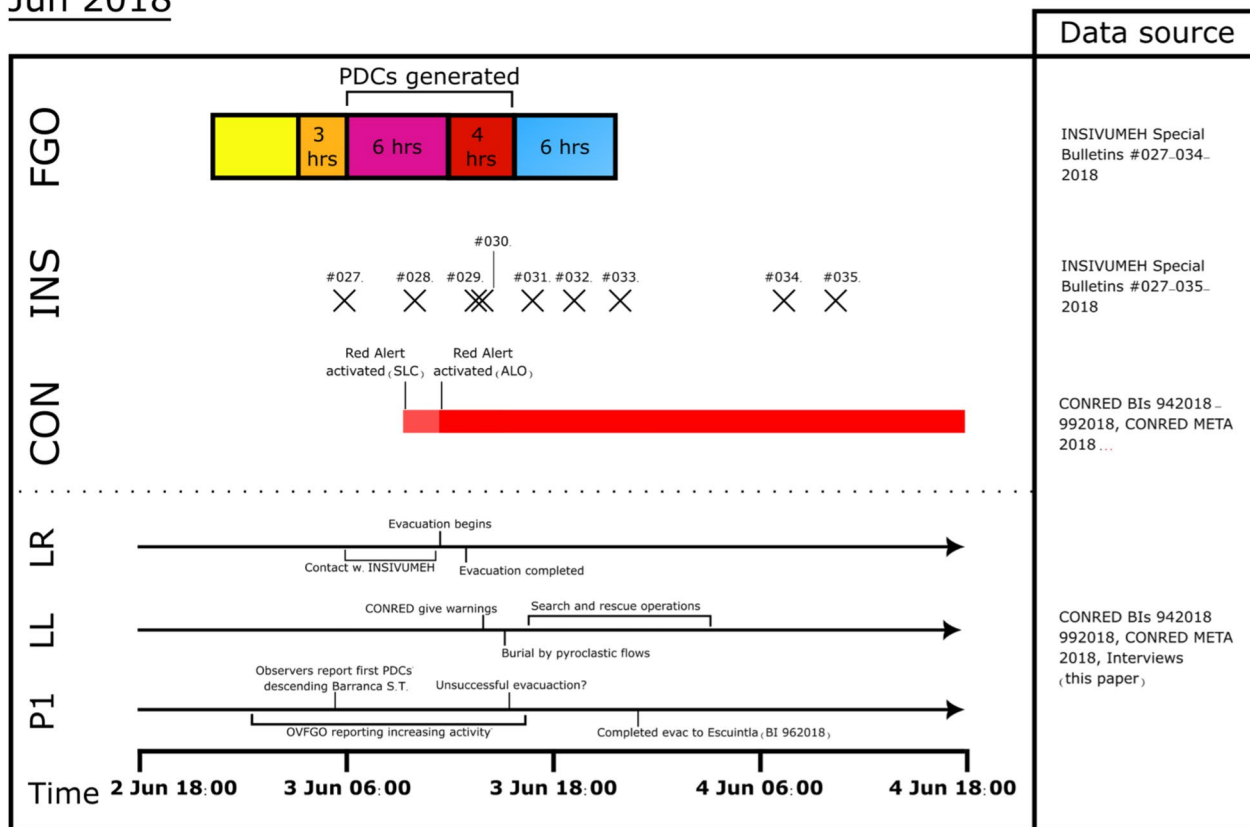 Jun 2018
Data source
FGO
PDCs generated
3
hrs
6 hrs
4
hrs
6 hrs
INSIVUMEH Special
Bulletins #027-034-
2018
INS
#030.
#027.
#028.
#029.
#031.
#032.
#033.
#034.
#035.
INSIVUMEH Special
Bulletins #027-035-
2018
CON
Red Alert
activated (SLC)
Red Alert
activated (ALO)
CONRED BIs 942018-
992018, CONRED META
2018...
LR
Evacuation begins
Contact w. INSIVUMEH
Evacuation completed
LL
CONRED give warnings
Search and rescue operations
Burial by pyroclastic flows
CONRED BIs 942018
992018, CONRED META
2018, Interviews
(this paper)
P1
Observers report first PDCs
descending Barranca S.T.
Unsuccessful evacuaction?
OVFGO reporting increasing activity
Completed evac to Escuintla (BI 962018)
Time
2 Jun 18:00
3 Jun 06:00
3 Jun 18:00
4 Jun 06:00
4 Jun 18:00